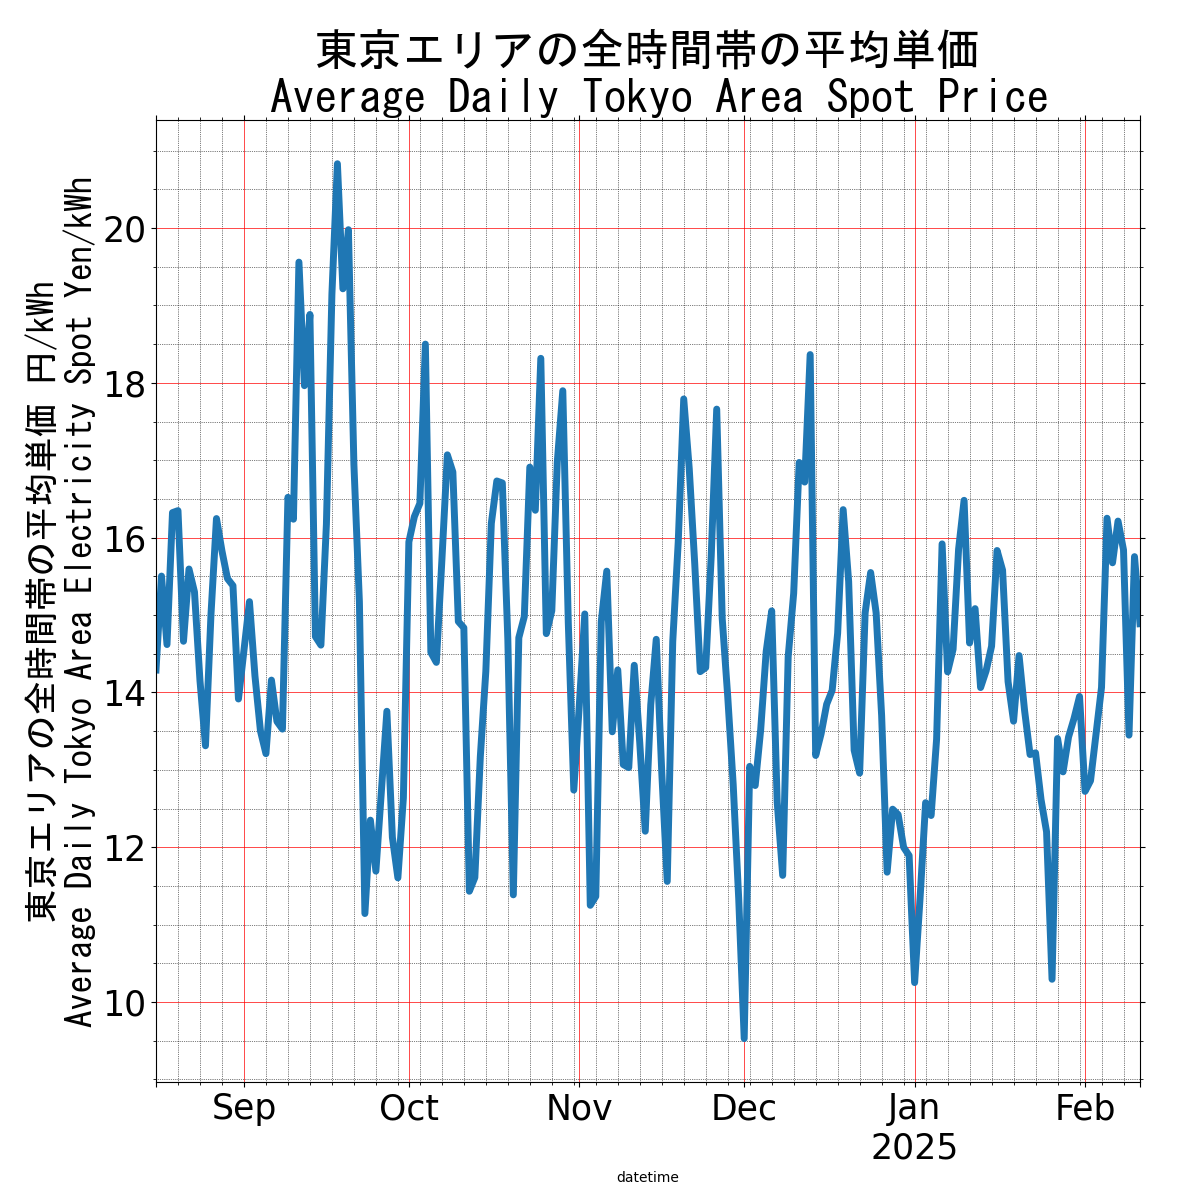 東京エリアの全時間帯の平均単価
Average Daily Tokyo Area Spot Price
東京エリアの全時間帯の平均単価 円/kWh
Average Daily Tokyo Area Electricity Spot Yen/kWh
20
18
16
14
12
10
Sep
Oct
Nov
Dec
Jan
2025
Feb
datetime